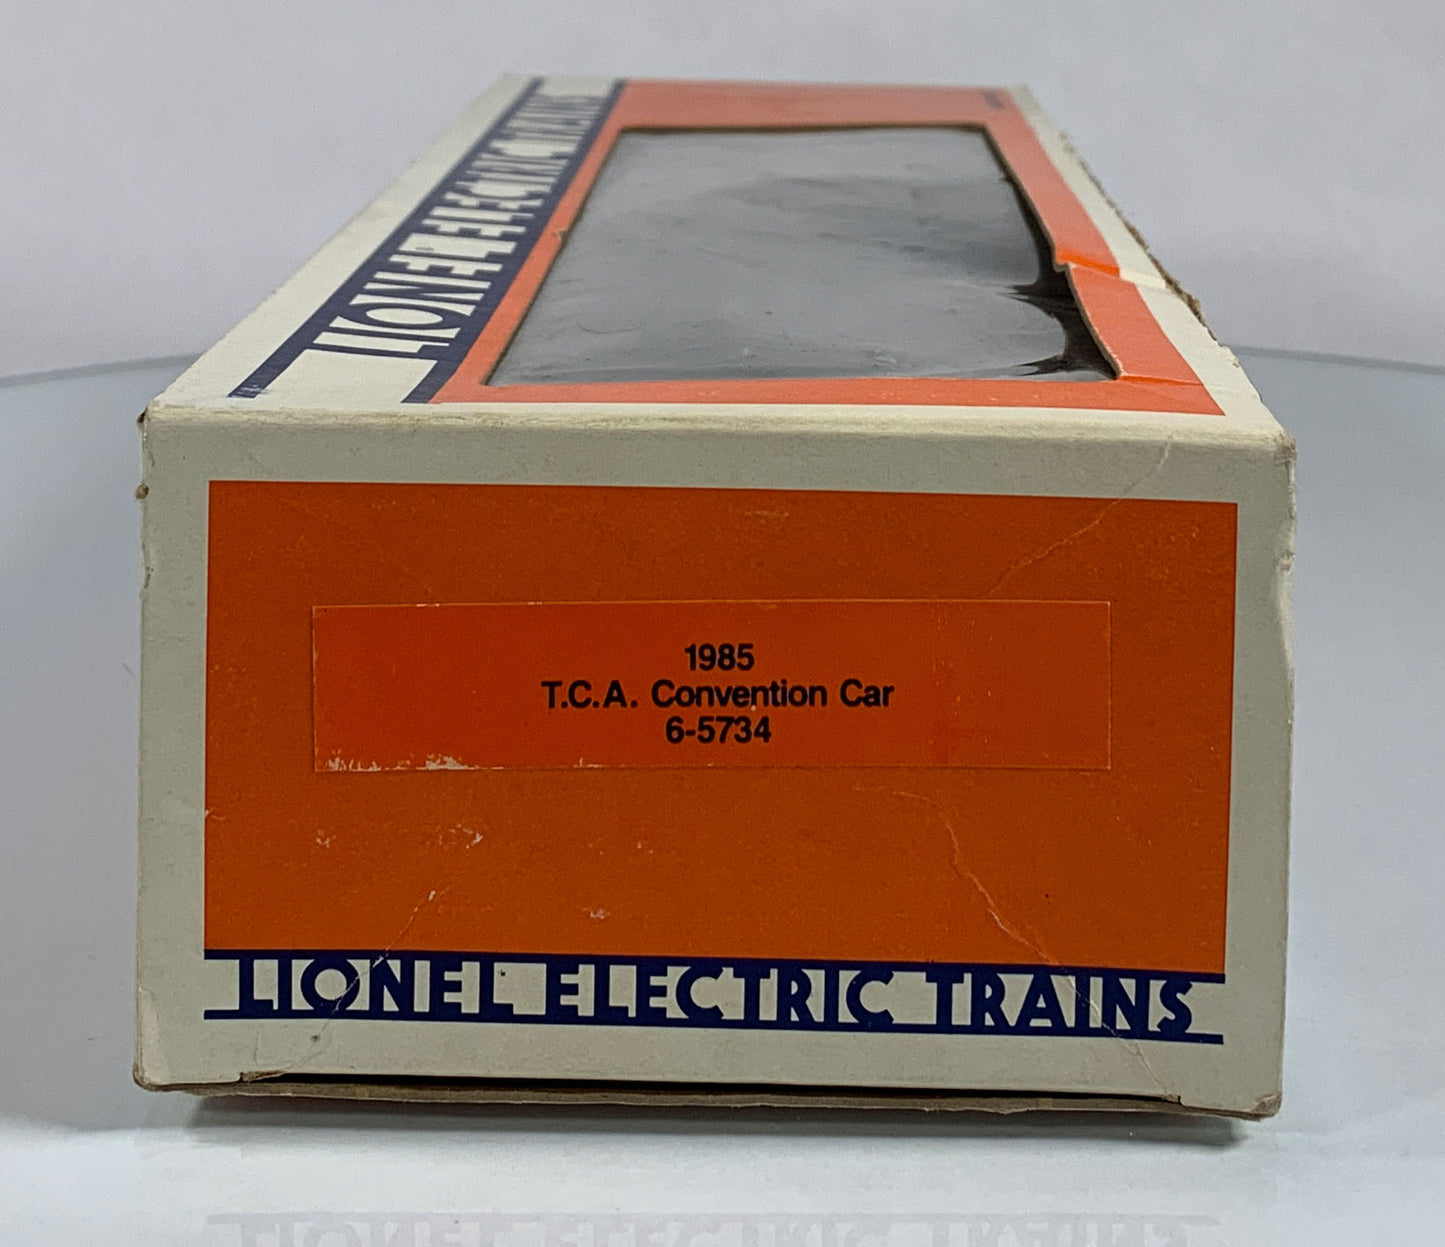 LIONEL ELECTRIC TRAINS
1985
T.C.A. Convention Car
6-5734
LIONEL ELECTRIC TRAINS